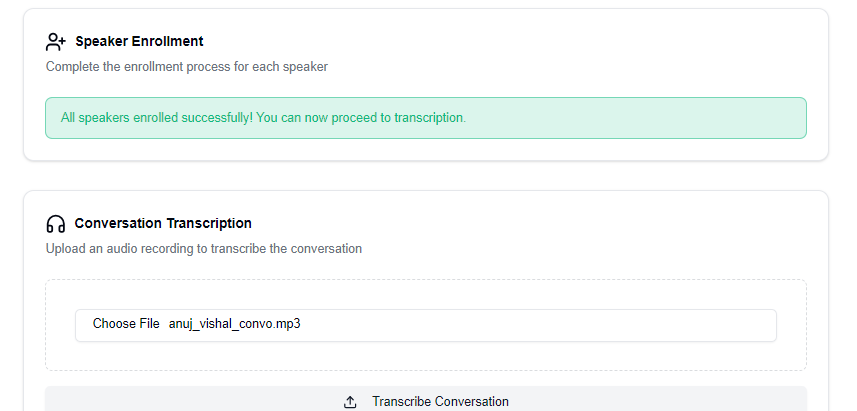 Speaker Enrollment
Complete the enrollment process for each speaker
All speakers enrolled successfully! You can now proceed to transcription.
Conversation Transcription
Upload an audio recording to transcribe the conversation
Choose File anuj_vishal_convo.mp3
Transcribe Conversation